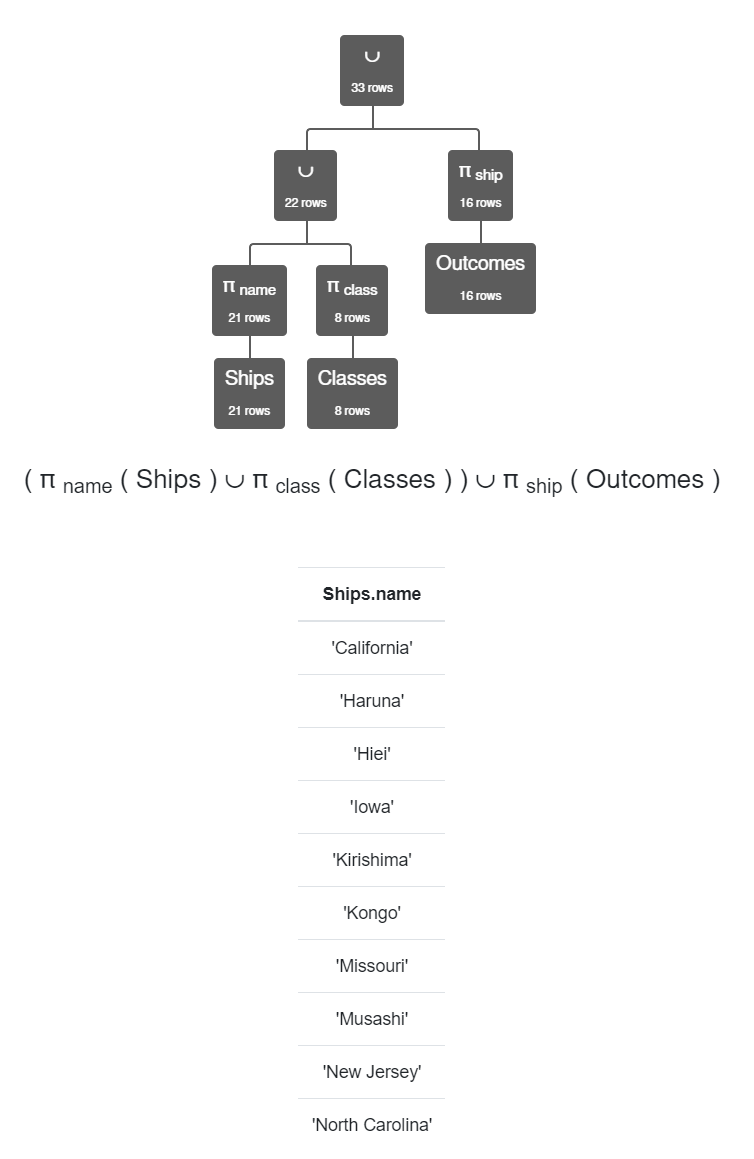 ∪
33 rows
∪
22 rows
π ship
16 rows
π name
21 rows
π class
8 rows
Outcomes
16 rows
Ships
21 rows
Classes
8 rows
( π name ( Ships ) ∪ π class ( Classes ) ) ∪ π ship ( Outcomes )
Ships.name
'California'
'Haruna'
'Hiei'
'Iowa'
'Kirishima'
'Kongo'
'Missouri'
'Musashi'
'New Jersey'
'North Carolina'